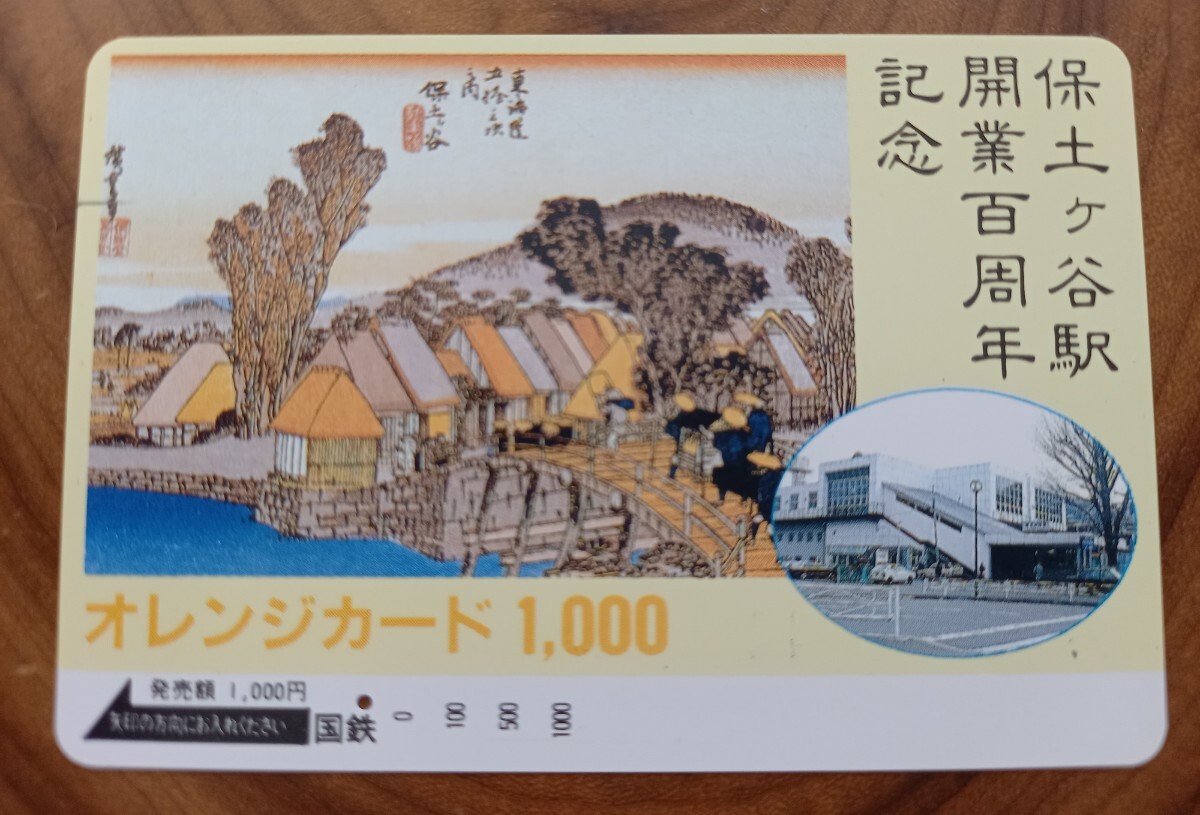 保土ヶ谷駅
開業百周年
記念
東海道
五拾三次
之内
保土ヶ谷
廣重画
オレンジカード 1,000
発売額 1,000円
矢印の方向にお入れください
国鉄
0
100
500
1000